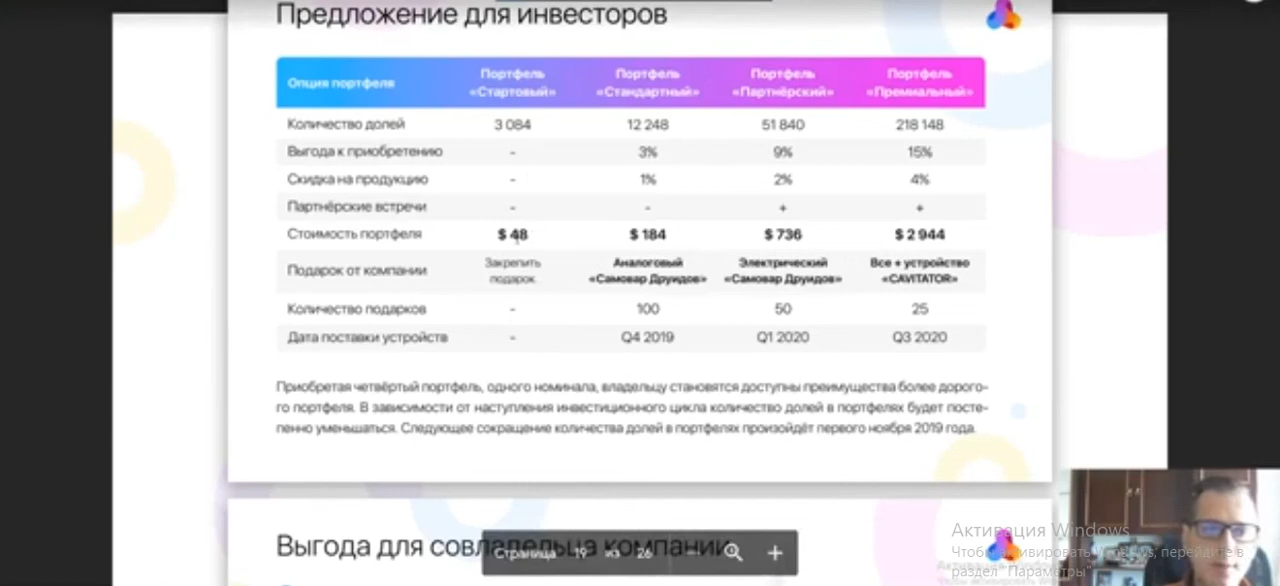 Предложение для инвесторов
Опция портфеля Портфель «Стартовый» Портфель «Стандартный» Портфель «Партнёрский» Портфель «Премиальный»
Количество долей 3 084 12 248 51 840 218 148
Выгода к приобретению - 3% 9% 15%
Скидка на продукцию - 1% 2% 4%
Партнёрские встречи - - + +
Стоимость портфеля $ 48 $ 184 $ 736 $ 2 944
Подарок от компании Закрепить подарок Аналоговый «Самовар Друидов» Электрический «Самовар Друидов» Все + устройство «CAVITATOR»
Количество подарков - 100 50 25
Дата поставки устройств - Q4 2019 Q1 2020 Q3 2020
Приобретая четвёртый портфель, одного номинала, владельцу становятся доступны преимущества более дорого-
го портфеля. В зависимости от наступления инвестиционного цикла количество долей в портфелях будет посте-
пенно уменьшаться. Следующее сокращение количества долей в портфелях произойдёт первого ноября 2019 года.
Выгода для совладельца компании
Страница 19 из 26
Активация Windows
Чтобы активировать Windows, перейдите в
раздел "Параметры"